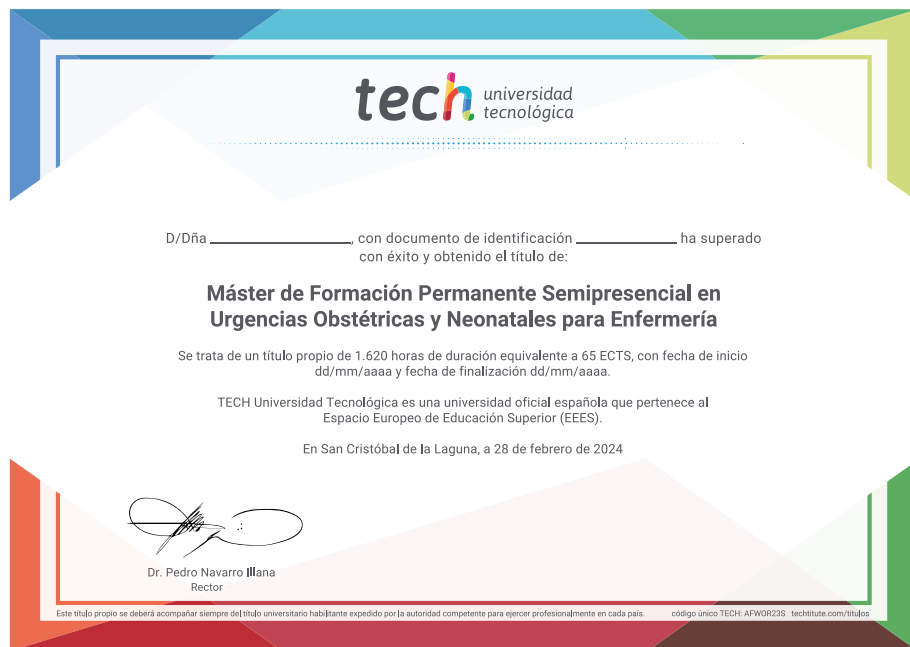 tech universidad
tecnológica
D/Dña ____________________, con documento de identificación ______________ ha superado
con éxito y obtenido el título de:
Máster de Formación Permanente Semipresencial en
Urgencias Obstétricas y Neonatales para Enfermería
Se trata de un título propio de 1.620 horas de duración equivalente a 65 ECTS, con fecha de inicio
dd/mm/aaaa y fecha de finalización dd/mm/aaaa.
TECH Universidad Tecnológica es una universidad oficial española que pertenece al
Espacio Europeo de Educación Superior (EEES).
En San Cristóbal de la Laguna, a 28 de febrero de 2024
Dr. Pedro Navarro Illana
Rector
Este título propio se deberá acompañar siempre del título universitario habilitante expedido por la autoridad competente para ejercer profesionalmente en cada país. código único TECH: AFWOR23S techtitute.com/titulos